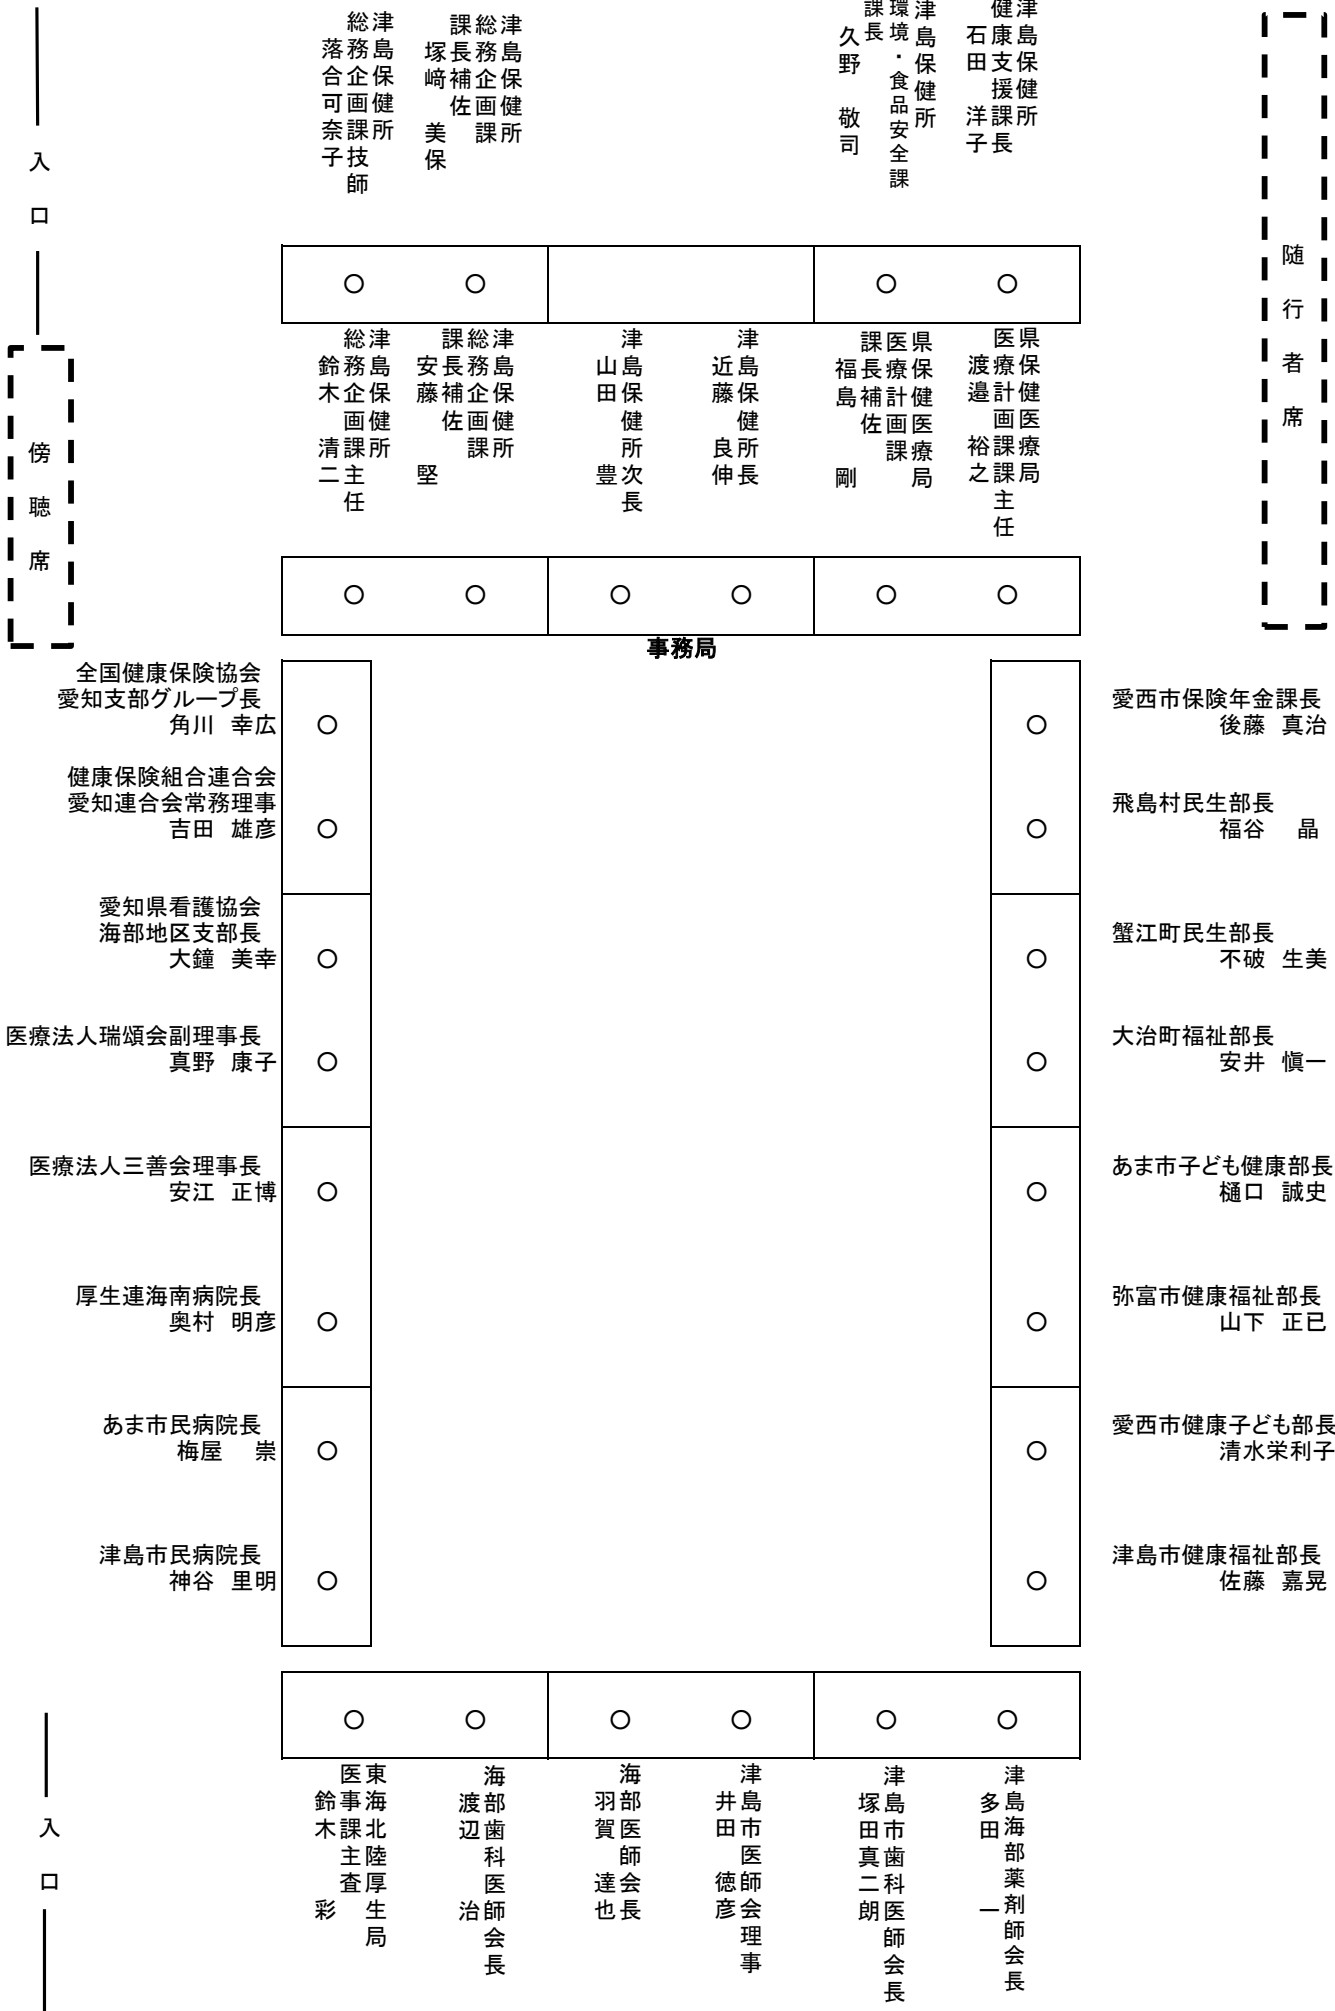 入口
津島保健所
総務企画課技師
落合可奈子
津島保健所
総務企画課
課長補佐
塚﨑 美保
津島保健所
環境・食品安全課
課長
久野 敬司
津島保健所
健康支援課長
石田 洋子
随行者席
傍聴席
津島保健所
総務企画課主任
鈴木 清二
津島保健所
総務企画課
課長補佐
安藤 堅
津島保健所次長
山田 豊
津島保健所長
近藤 良伸
県保健医療局
医療計画課
課長補佐
福島 剛
県保健医療局
医療計画課課主任
渡邉 裕之
事務局
全国健康保険協会
愛知支部グループ長
角川 幸広
健康保険組合連合会
愛知連合会常務理事
吉田 雄彦
愛知県看護協会
海部地区支部長
大鐘 美幸
医療法人瑞頌会副理事長
真野 康子
医療法人三善会理事長
安江 正博
厚生連海南病院長
奥村 明彦
あま市民病院長
梅屋 崇
津島市民病院長
神谷 里明
愛西市保険年金課長
後藤 真治
飛島村民生部長
福谷 晶
蟹江町民生部長
不破 生美
大治町福祉部長
安井 愼一
あま市子ども健康部長
樋口 誠史
弥富市健康福祉部長
山下 正已
愛西市健康子ども部長
清水栄利子
津島市健康福祉部長
佐藤 嘉晃
入口
東海北陸厚生局
医事課主査
鈴木 彩
海部歯科医師会長
渡辺 治
海部医師会長
羽賀 達也
津島市医師会理事
井田 徳彦
津島市歯科医師会長
塚田真二朗
津島海部薬剤師会長
多田 一